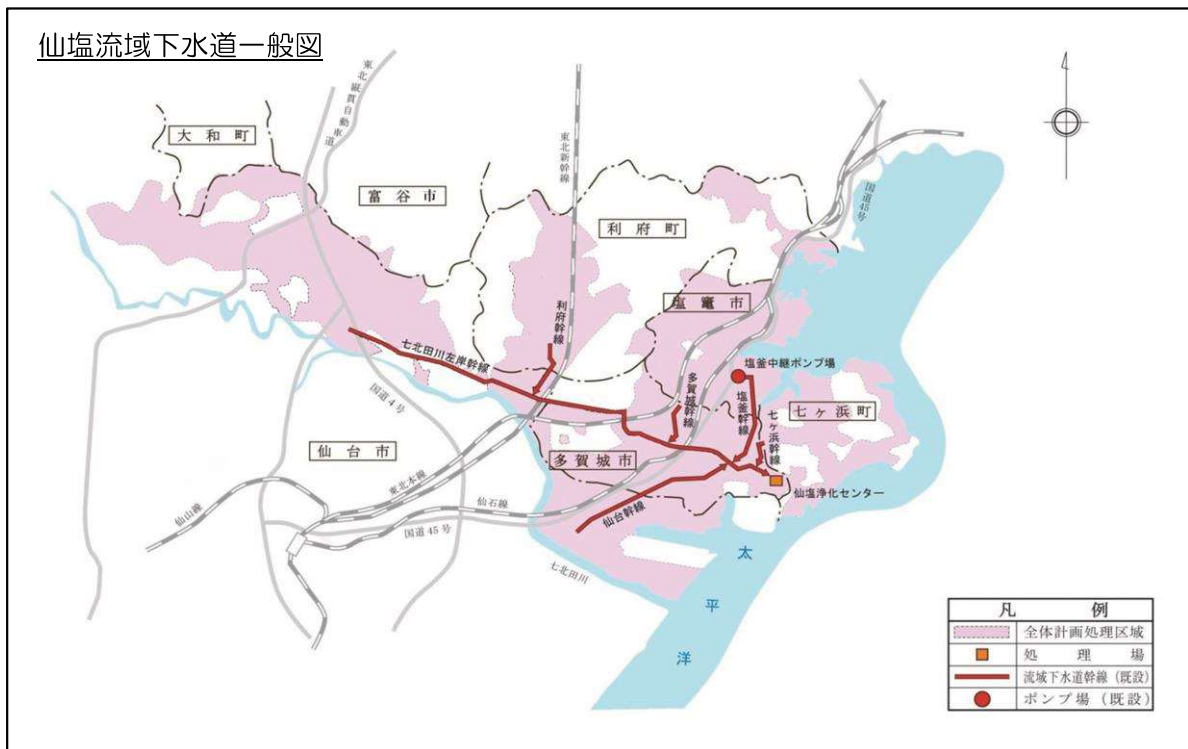 仙塩流域下水道一般図
大和町
東北縦貫自動車道
富谷市
東北新幹線
利府町
国道45号
塩竈市
利府幹線
七北田川左岸幹線
国道4号
多賀城幹線
塩釜中継ポンプ場
塩釜幹線
七ヶ浜幹線
七ヶ浜町
仙台市
多賀城市
東北本線
仙石線
仙山線
国道45号
仙台幹線
仙塩浄化センター
七北田川
太平洋
凡例
全体計画処理区域
処理場
流域下水道幹線(既設)
ポンプ場(既設)